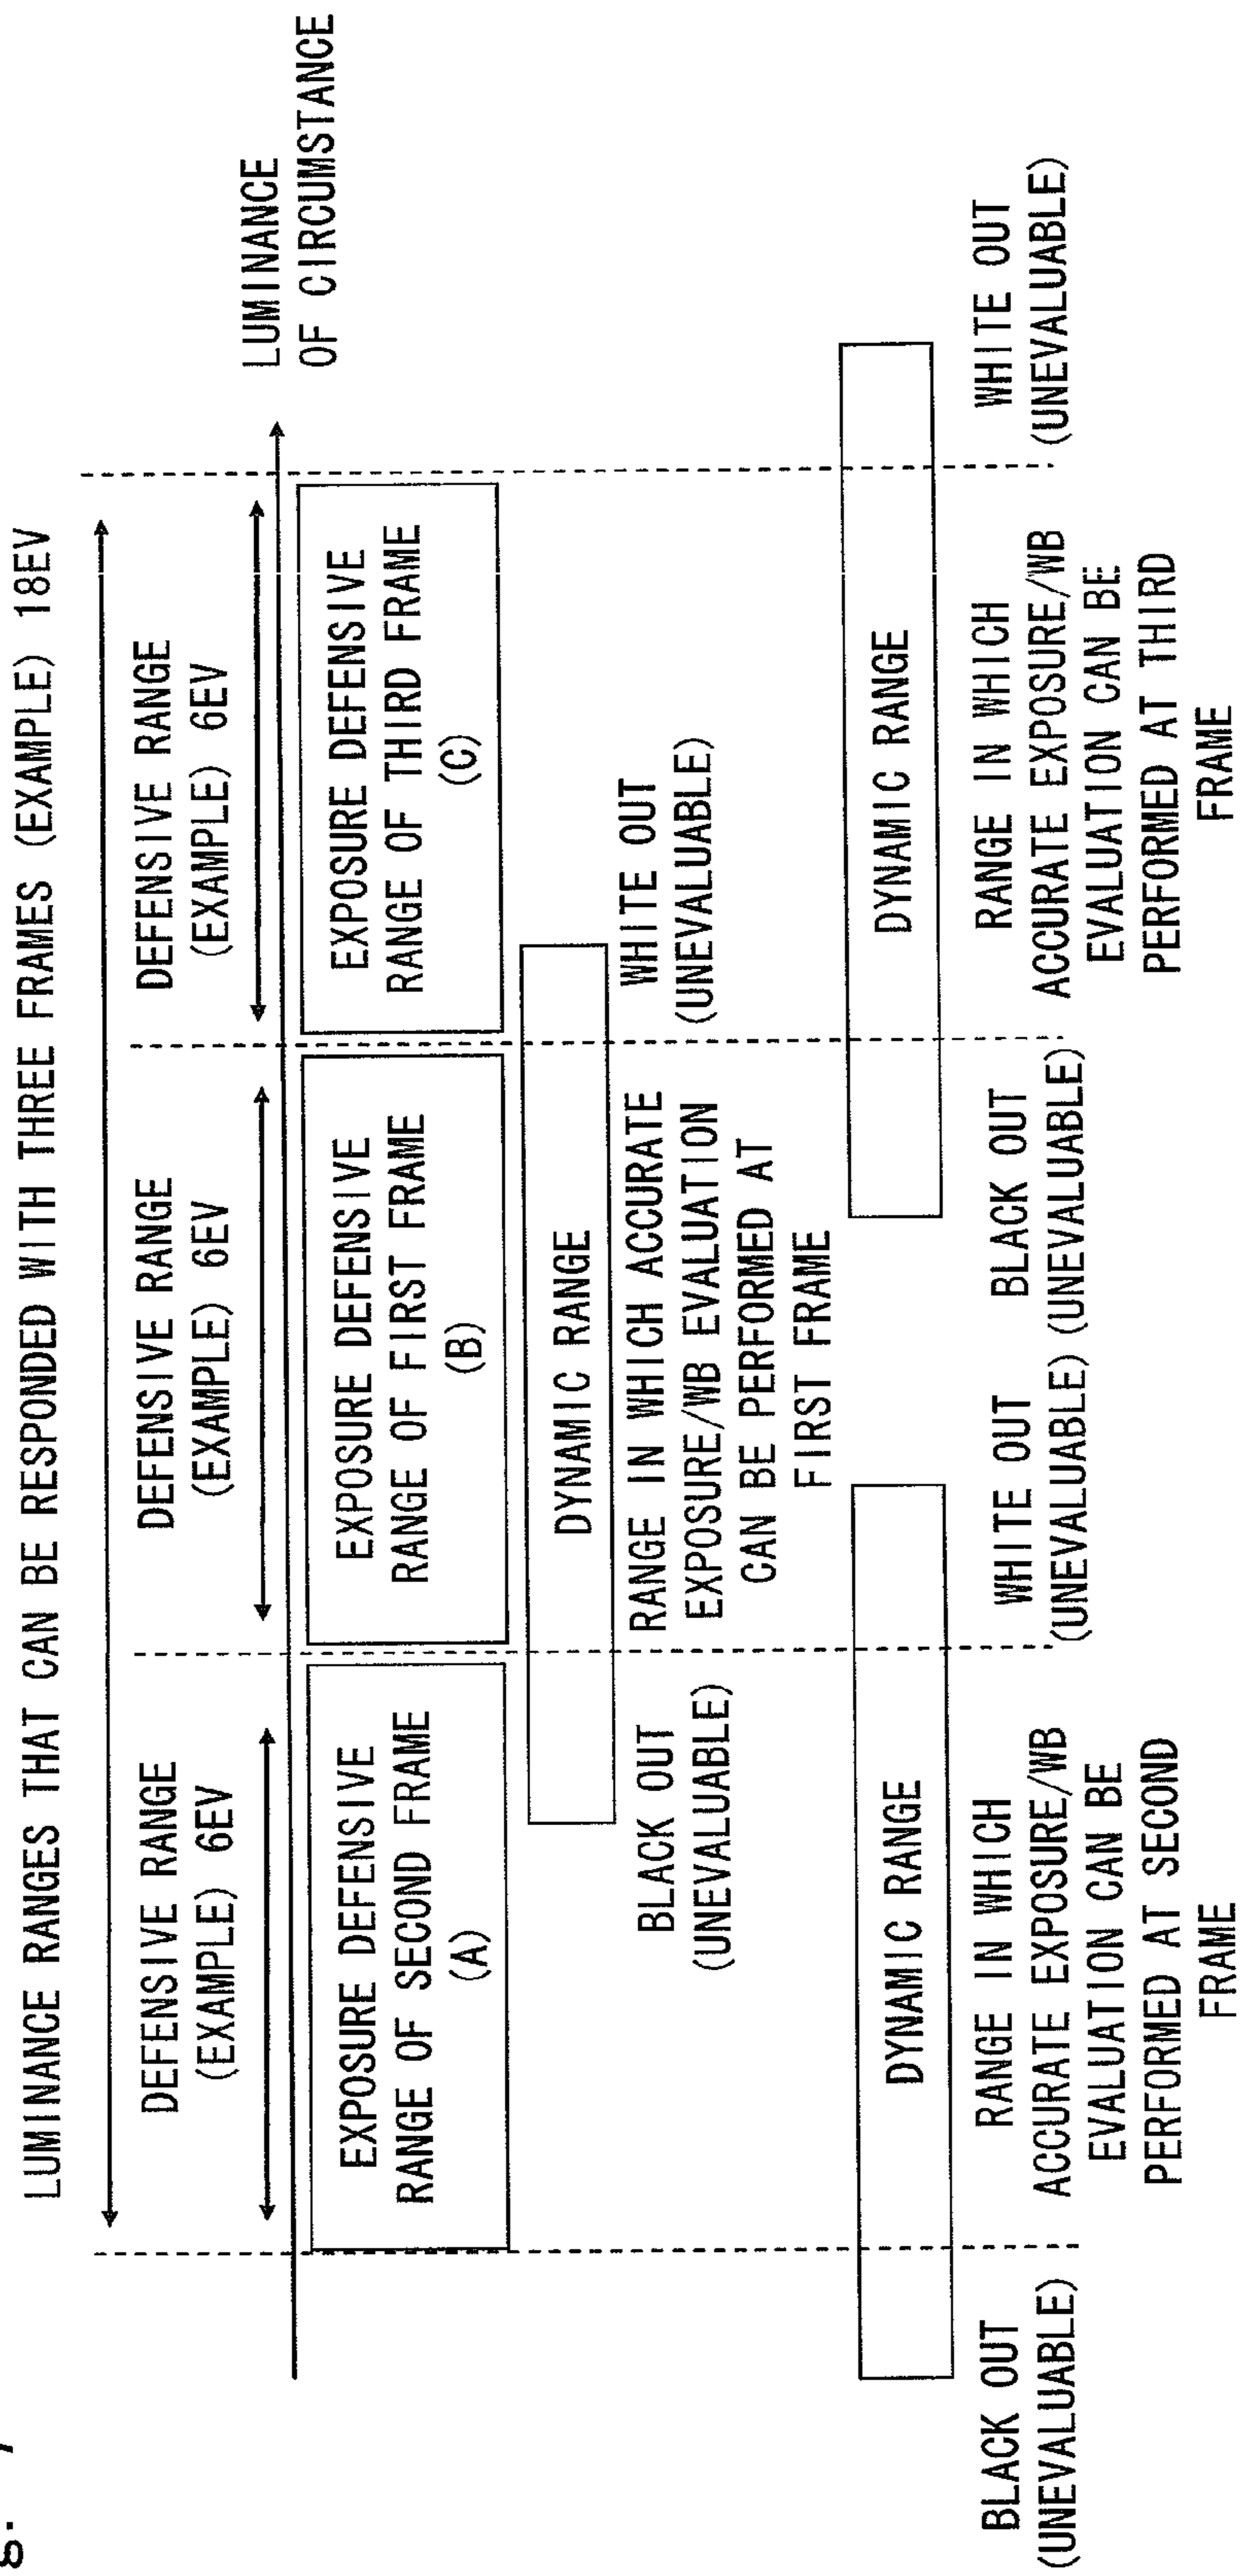 g. 7
LUMINANCE RANGES THAT CAN BE RESPONDED WITH THREE FRAMES (EXAMPLE) 18EV
DEFENSIVE RANGE
(EXAMPLE) 6EV
DEFENSIVE RANGE
(EXAMPLE) 6EV
DEFENSIVE RANGE
(EXAMPLE) 6EV
LUMINANCE
OF CIRCUMSTANCE
EXPOSURE DEFENSIVE
RANGE OF SECOND FRAME
(A)
EXPOSURE DEFENSIVE
RANGE OF FIRST FRAME
(B)
EXPOSURE DEFENSIVE
RANGE OF THIRD FRAME
(C)
DYNAMIC RANGE
BLACK OUT
(UNEVALUABLE)
RANGE IN WHICH ACCURATE
EXPOSURE/WB EVALUATION
CAN BE PERFORMED AT
FIRST FRAME
WHITE OUT
(UNEVALUABLE)
DYNAMIC RANGE
DYNAMIC RANGE
BLACK OUT
(UNEVALUABLE)
RANGE IN WHICH
ACCURATE EXPOSURE/WB
EVALUATION CAN BE
PERFORMED AT SECOND
FRAME
WHITE OUT
(UNEVALUABLE)
BLACK OUT
(UNEVALUABLE)
RANGE IN WHICH
ACCURATE EXPOSURE/WB
EVALUATION CAN BE
PERFORMED AT THIRD
FRAME
WHITE OUT
(UNEVALUABLE)